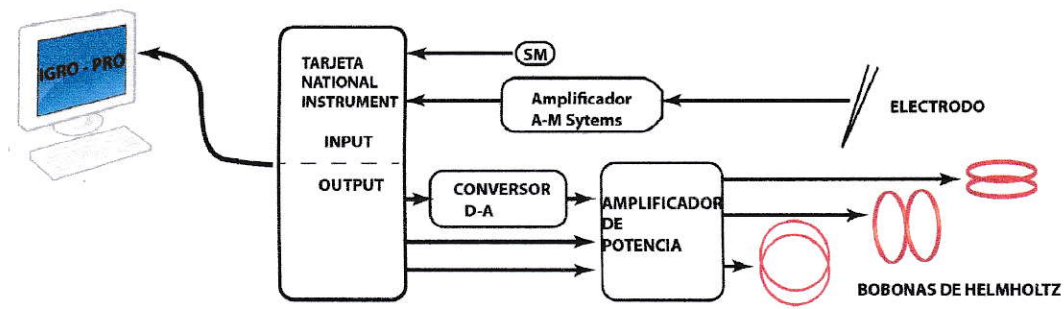 IGRO - PRO
TARJETA
NATIONAL
INSTRUMENT
INPUT
OUTPUT
SM
Amplificador
A-M Sytems
ELECTRODO
CONVERSOR
D-A
AMPLIFICADOR
DE
POTENCIA
BOBONAS DE HELMHOLTZ